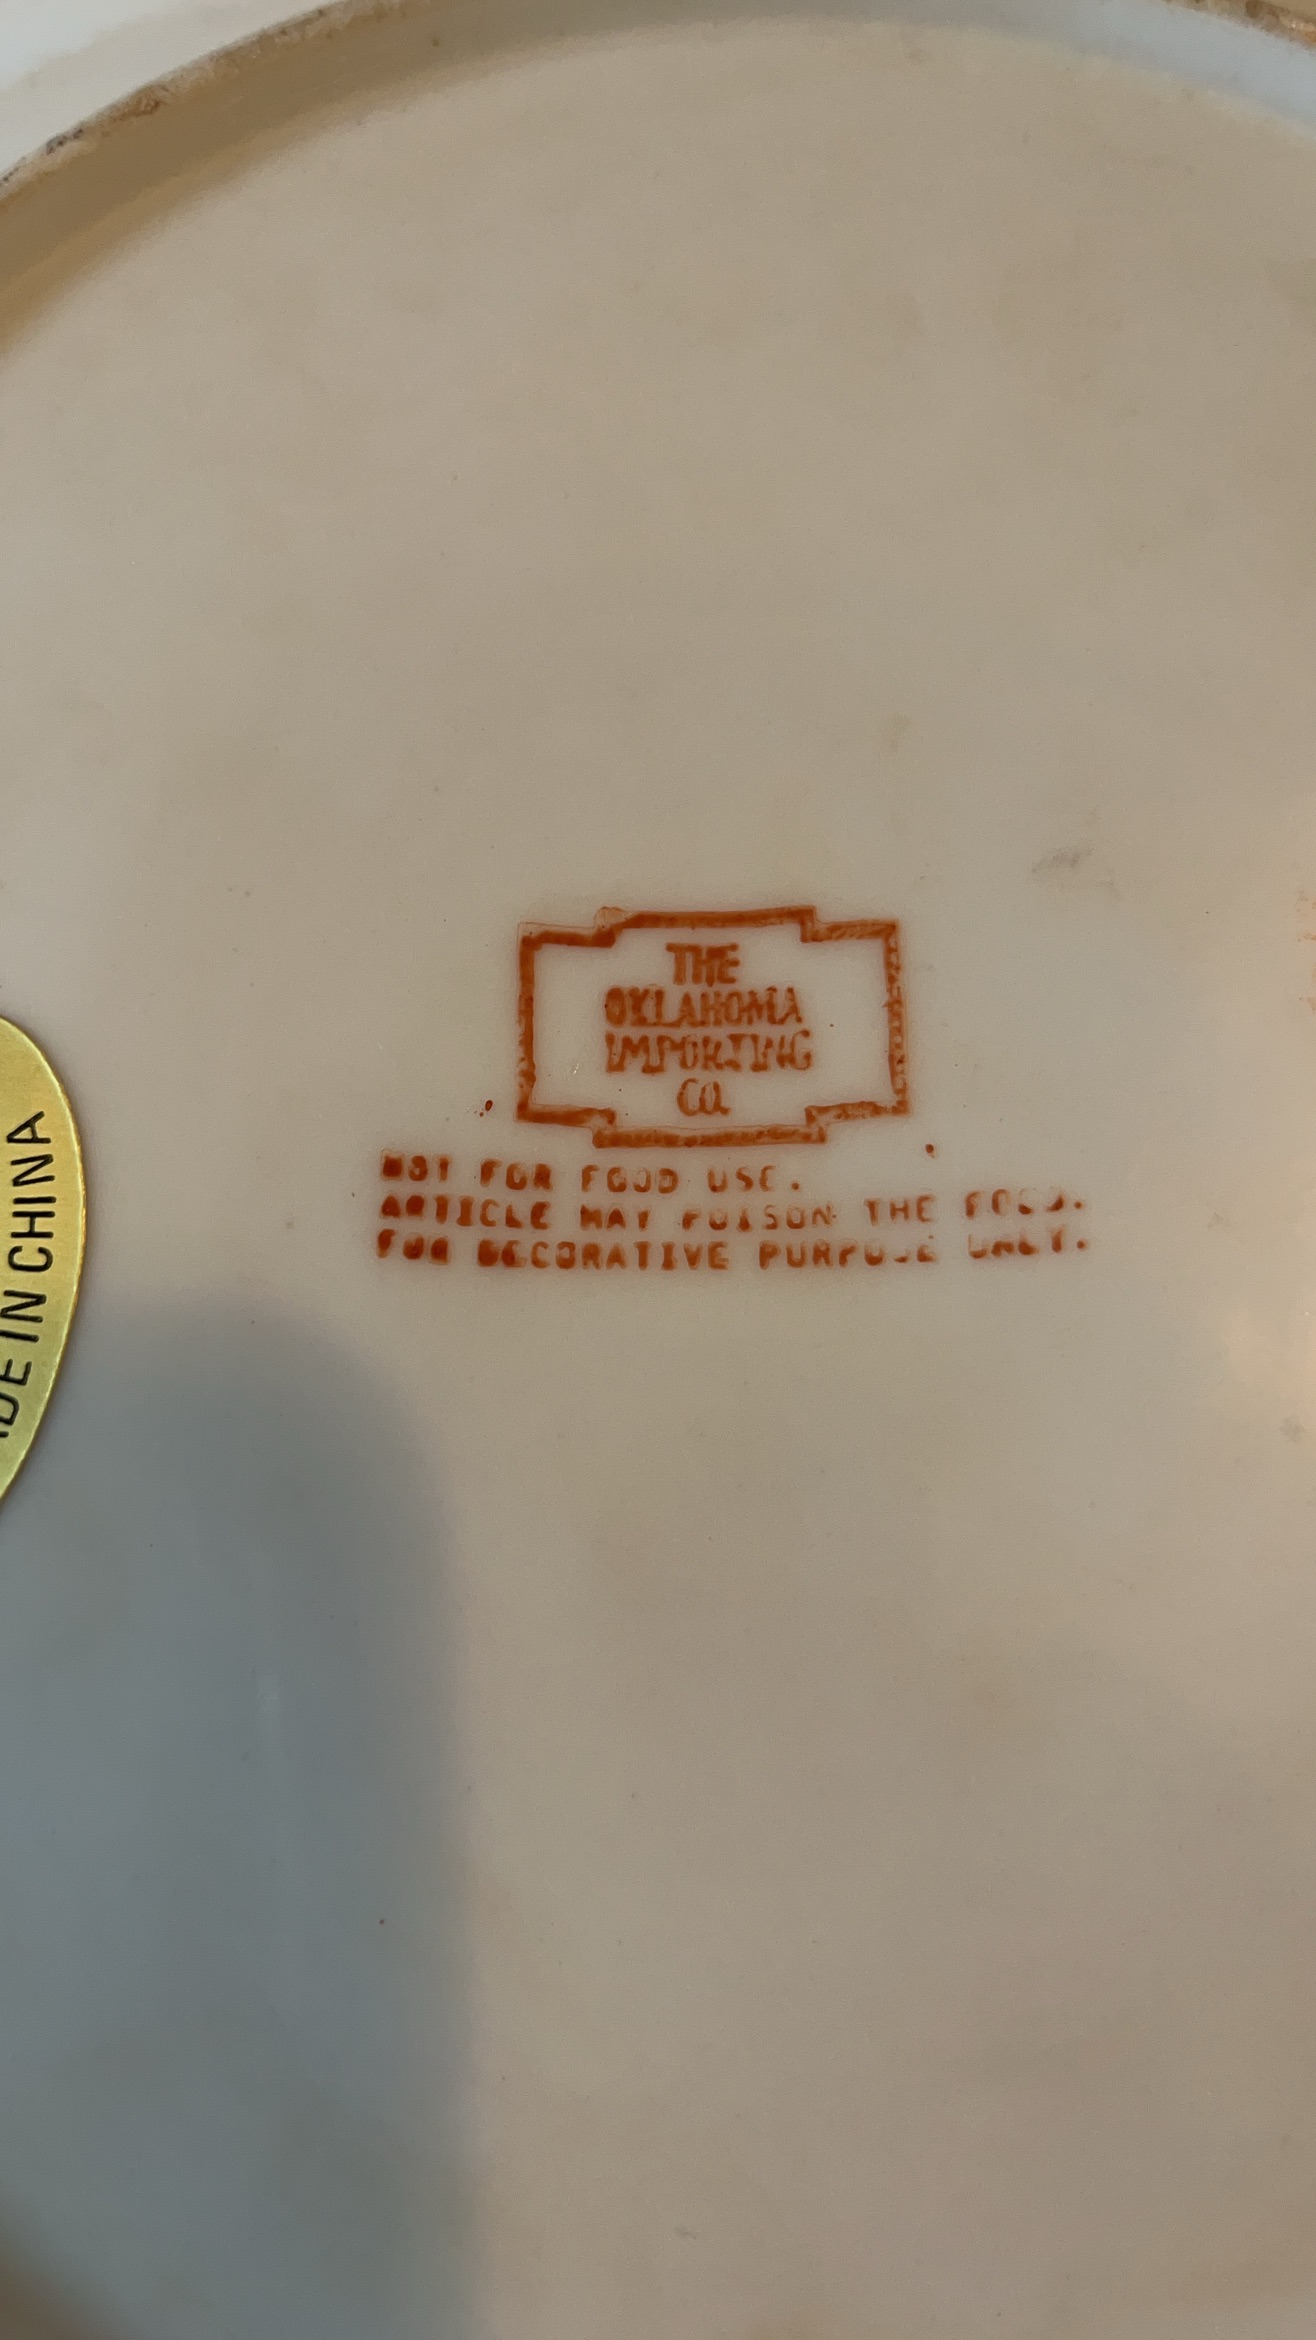 THE
OKLAHOMA
IMPORTING
CO.
NOT FOR FOOD USE.
ARTICLE MAY POISON THE FOOD.
FOR DECORATIVE PURPOSE ONLY.
DE IN CHINA